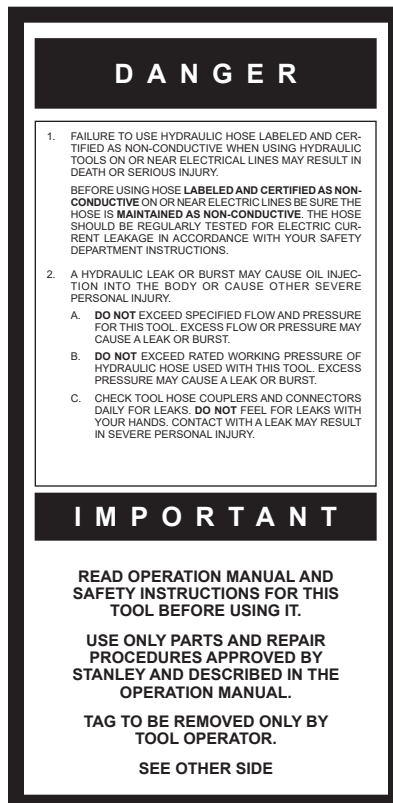 DANGER
1. FAILURE TO USE HYDRAULIC HOSE LABELED AND CER-
TIFIED AS NON-CONDUCTIVE WHEN USING HYDRAULIC
TOOLS ON OR NEAR ELECTRICAL LINES MAY RESULT IN
DEATH OR SERIOUS INJURY.
BEFORE USING HOSE LABELED AND CERTIFIED AS NON-
CONDUCTIVE ON OR NEAR ELECTRIC LINES BE SURE THE
HOSE IS MAINTAINED AS NON-CONDUCTIVE. THE HOSE
SHOULD BE REGULARLY TESTED FOR ELECTRIC CUR-
RENT LEAKAGE IN ACCORDANCE WITH YOUR SAFETY
DEPARTMENT INSTRUCTIONS.
2. A HYDRAULIC LEAK OR BURST MAY CAUSE OIL INJEC-
TION INTO THE BODY OR CAUSE OTHER SEVERE
PERSONAL INJURY.
A. DO NOT EXCEED SPECIFIED FLOW AND PRESSURE
FOR THIS TOOL. EXCESS FLOW OR PRESSURE MAY
CAUSE A LEAK OR BURST.
B. DO NOT EXCEED RATED WORKING PRESSURE OF
HYDRAULIC HOSE USED WITH THIS TOOL. EXCESS
PRESSURE MAY CAUSE A LEAK OR BURST.
C. CHECK TOOL HOSE COUPLERS AND CONNECTORS
DAILY FOR LEAKS. DO NOT FEEL FOR LEAKS WITH
YOUR HANDS. CONTACT WITH A LEAK MAY RESULT
IN SEVERE PERSONAL INJURY.
IMPORTANT
READ OPERATION MANUAL AND
SAFETY INSTRUCTIONS FOR THIS
TOOL BEFORE USING IT.
USE ONLY PARTS AND REPAIR
PROCEDURES APPROVED BY
STANLEY AND DESCRIBED IN THE
OPERATION MANUAL.
TAG TO BE REMOVED ONLY BY
TOOL OPERATOR.
SEE OTHER SIDE